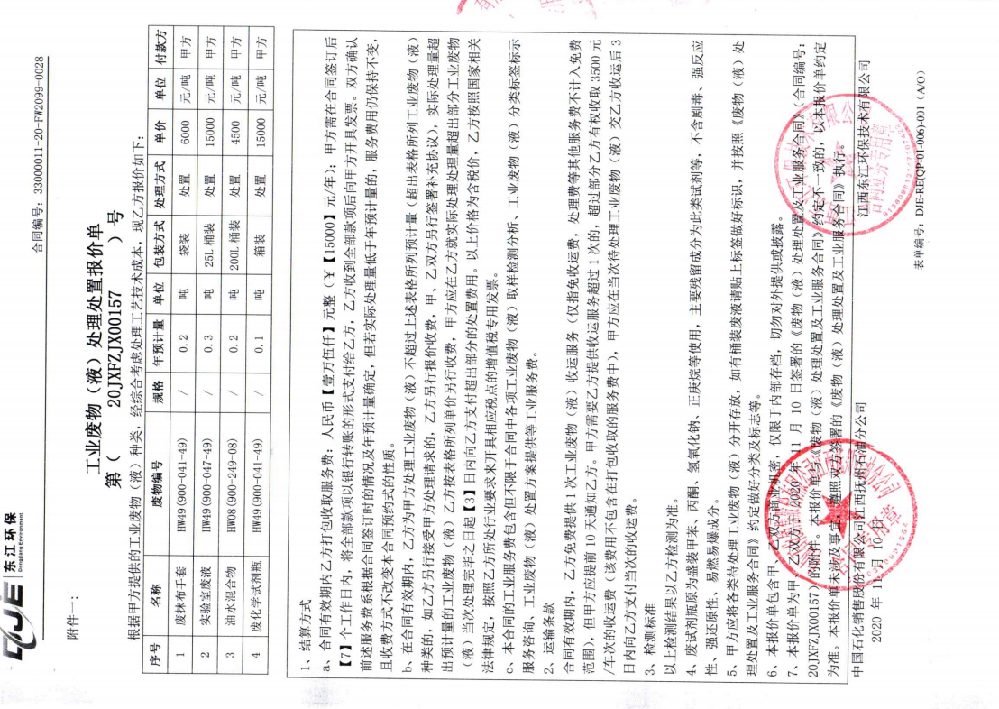 东江环保
Dongjiang Environment
合同编号：33000011-20-FW2099-0028
附件一：
工业废物（液）处理处置报价单
第（ 20JXFZJX00157 ）号
根据甲方提供的工业废物（液）种类，经综合考虑处理工艺技术成本，现乙方报价如下：
序号 名称 废物编号 规格 年预计量 单位 包装方式 处理方式 单价 单位 付款方
1 废抹布手套 HW49(900-041-49) / 0.2 吨 袋装 处置 6000 元/吨 甲方
2 实验室废液 HW49(900-047-49) / 0.3 吨 25L 桶装 处置 15000 元/吨 甲方
3 油水混合物 HW08(900-249-08) / 0.2 吨 200L 桶装 处置 4500 元/吨 甲方
4 废化学试剂瓶 HW49(900-041-49) / 0.1 吨 箱装 处置 15000 元/吨 甲方
1、结算方式
a、合同有效期内乙方打包收取服务费：人民币【壹万伍仟】元整（￥【15000】元/年）；甲方需在合同签订后
【7】个工作日内，将全部款项以银行转账的形式支付给乙方，乙方收到全部款项后向甲方开具发票。双方确认
前述服务费系根据合同签订时的情况及年预计量确定，但若实际处理量低于年预计量的，服务费用仍保持不变，
且收费方式不改变本合同预约式的性质。
b、在合同有效期内，乙方为甲方处理工业废物（液）不超过上述表格所列预计量（超出表格所列工业废物（液）
种类的，如乙方另行接受甲方处理请求的，乙方另行报价收费，甲、乙双方另行签署补充协议），实际处理量超
出预计量的工业废物（液）乙方按表格所列单价另行收费，甲方应在乙方就实际处理量超出部分工业废物
（液）当次处理完毕之日起【3】日内向乙方支付超出部分的处置费用。以上价格为含税价，乙方按照国家相关
法律规定，按照乙方所处行业要求来开具相应税点的增值税专用发票。
c、本合同的工业服务费包含但不限于合同中各项工业废物（液）取样检测分析、工业废物（液）分类标签标示
服务咨询、工业废物（液）处置方案提供等工业服务费。
2、运输条款
合同有效期内，乙方免费提供 1 次工业废物（液）收运服务（仅指免收运费，处理费等其他服务费不计入免费
范围），但甲方应提前 10 天通知乙方。甲方需要乙方提供收运服务超过 1 次的，超过部分乙方有权收取 3500 元
/年次的收运费（该费用不包含在打包收取的服务费中），甲方应在当次待处理工业废物（液）交乙方收运后 3
日内向乙方支付当次的收运费。
3、检测标准
以上检测结果以乙方检测为准。
4、废试剂瓶原为盛装甲苯、丙酮、氢氧化钠、正庚烷等使用，主要残留成分为此类试剂等，不含剧毒、强反应
性、强还原性、易燃易爆成分。
5、甲方应将各类待处理工业废物（液）分开存放，如有桶装废液请贴上标签做好标识，并按照《废物（液）处
理处置及工业服务合同》约定做好分类及标志等。
6、本报价单包含甲、乙双方商业机密，仅限于内部存档，切勿对外提供或披露。
7、本报价单为甲、乙双方于 2020 年 11 月 10 日签署的《废物（液）处理处置及工业服务合同》（合同编号：
20JXFZJX00157）的附件。本报价单与《废物（液）处理处置及工业服务合同》约定不一致的，以本报价单约定
为准。本报价单未涉及事宜，遵照双方签署的《废物（液）处理处置及工业服务合同》执行。
中国石化销售股份有限公司江西抚州石油分公司 江西东江环保技术有限公司
2020 年 11 月 10 日
表单编号：DJE-RE(QP-01-006)-001 (A/O)